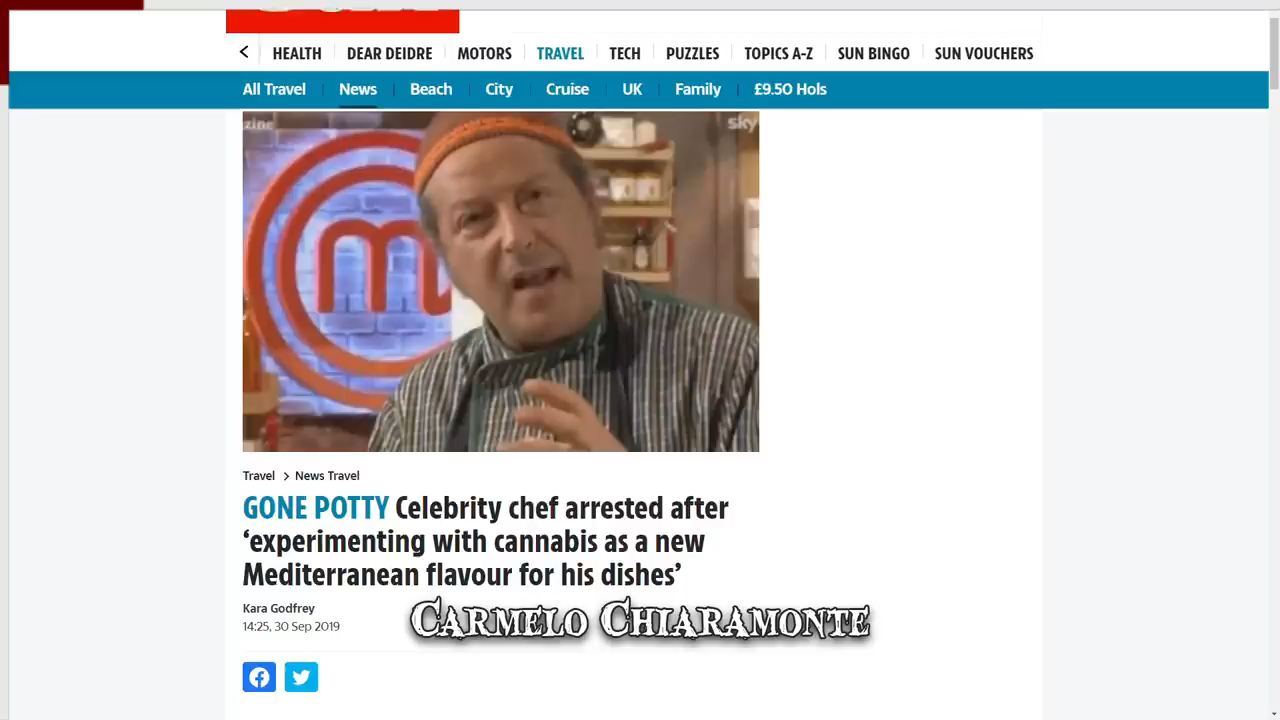 HEALTH DEAR DEIDRE MOTORS TRAVEL TECH PUZZLES TOPICS A-Z SUN BINGO SUN VOUCHERS
All Travel News Beach City Cruise UK Family £9.50 Hols
zine sky
m
Travel > News Travel
GONE POTTY Celebrity chef arrested after
‘experimenting with cannabis as a new
Mediterranean flavour for his dishes’
Kara Godfrey
14:25, 30 Sep 2019
Carmelo Chiaramonte